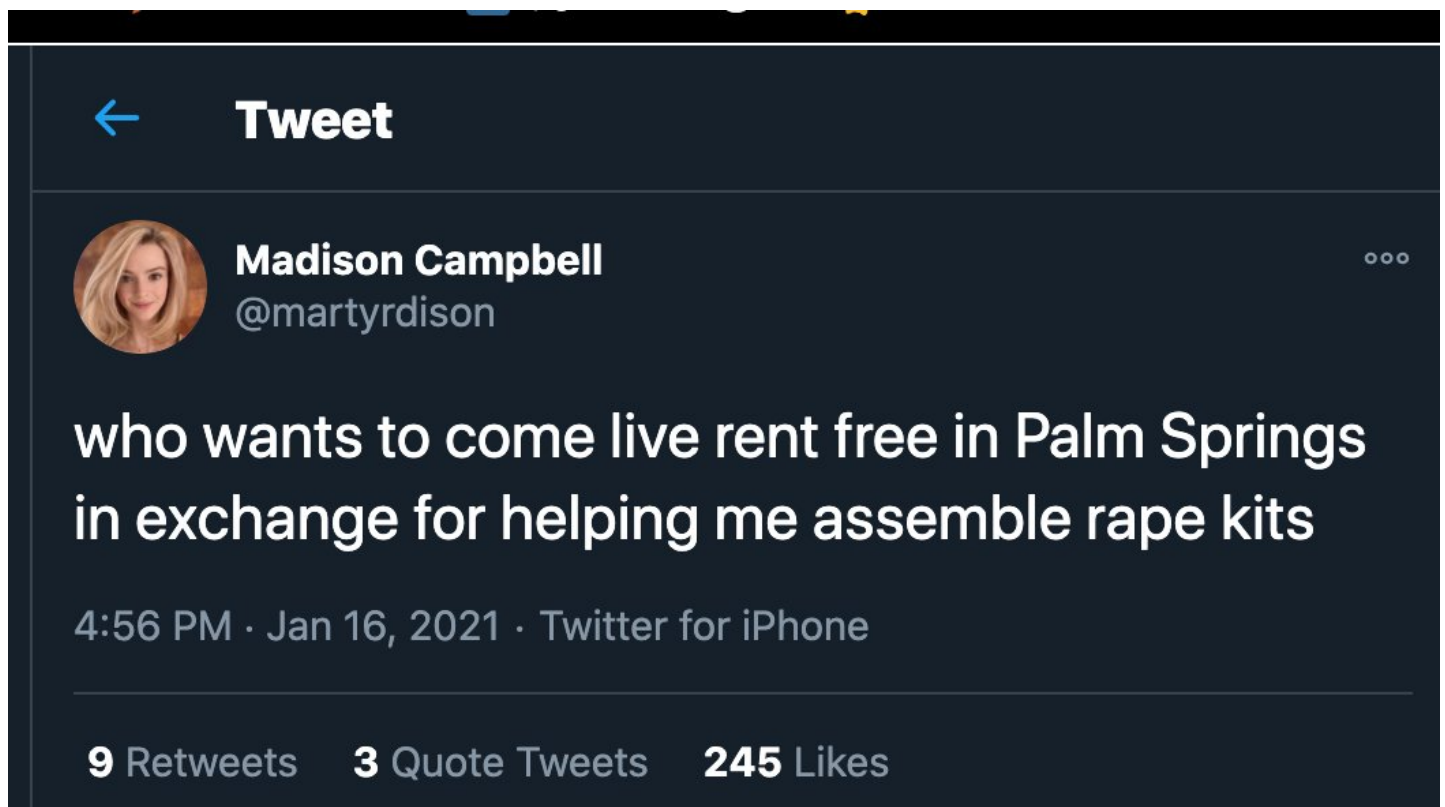 Tweet
Madison Campbell
@martyrdison
who wants to come live rent free in Palm Springs
in exchange for helping me assemble rape kits
4:56 PM · Jan 16, 2021 · Twitter for iPhone
9 Retweets 3 Quote Tweets 245 Likes